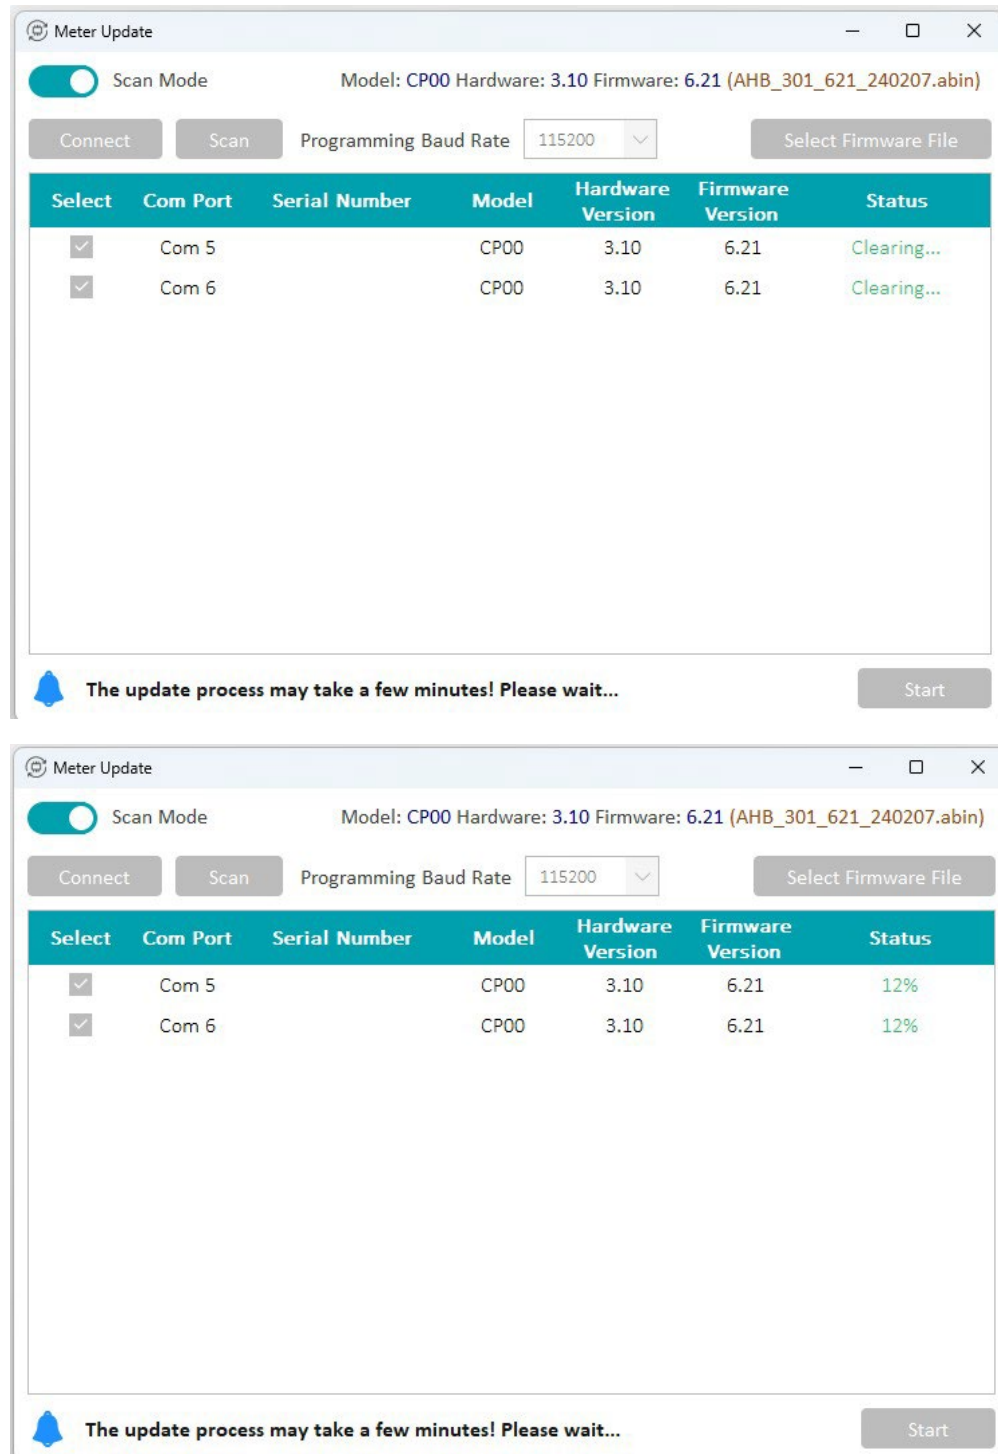 Meter Update
Scan Mode Model: CP00 Hardware: 3.10 Firmware: 6.21 (AHB_301_621_240207.abin)
Connect Scan Programming Baud Rate 115200 Select Firmware File
Select Com Port Serial Number Model Hardware Version Firmware Version Status
Com 5 CP00 3.10 6.21 Clearing...
Com 6 CP00 3.10 6.21 Clearing...
The update process may take a few minutes! Please wait... Start
Meter Update
Scan Mode Model: CP00 Hardware: 3.10 Firmware: 6.21 (AHB_301_621_240207.abin)
Connect Scan Programming Baud Rate 115200 Select Firmware File
Select Com Port Serial Number Model Hardware Version Firmware Version Status
Com 5 CP00 3.10 6.21 12%
Com 6 CP00 3.10 6.21 12%
The update process may take a few minutes! Please wait... Start